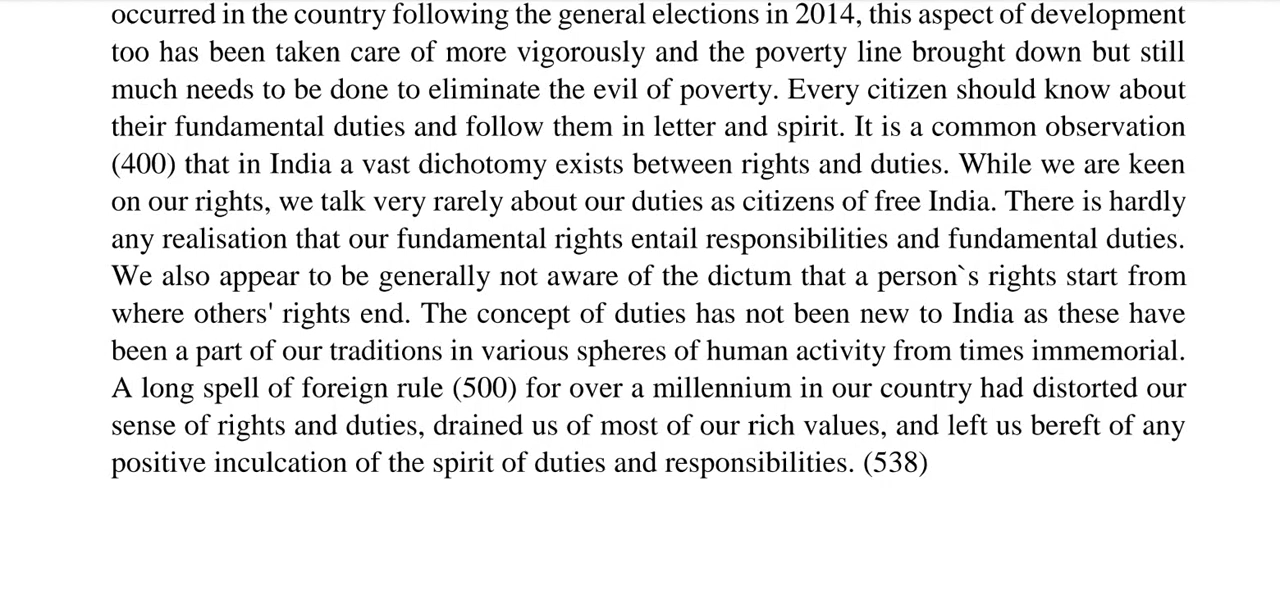 occurred in the country following the general elections in 2014, this aspect of development
too has been taken care of more vigorously and the poverty line brought down but still
much needs to be done to eliminate the evil of poverty. Every citizen should know about
their fundamental duties and follow them in letter and spirit. It is a common observation
(400) that in India a vast dichotomy exists between rights and duties. While we are keen
on our rights, we talk very rarely about our duties as citizens of free India. There is hardly
any realisation that our fundamental rights entail responsibilities and fundamental duties.
We also appear to be generally not aware of the dictum that a person`s rights start from
where others' rights end. The concept of duties has not been new to India as these have
been a part of our traditions in various spheres of human activity from times immemorial.
A long spell of foreign rule (500) for over a millennium in our country had distorted our
sense of rights and duties, drained us of most of our rich values, and left us bereft of any
positive inculcation of the spirit of duties and responsibilities. (538)